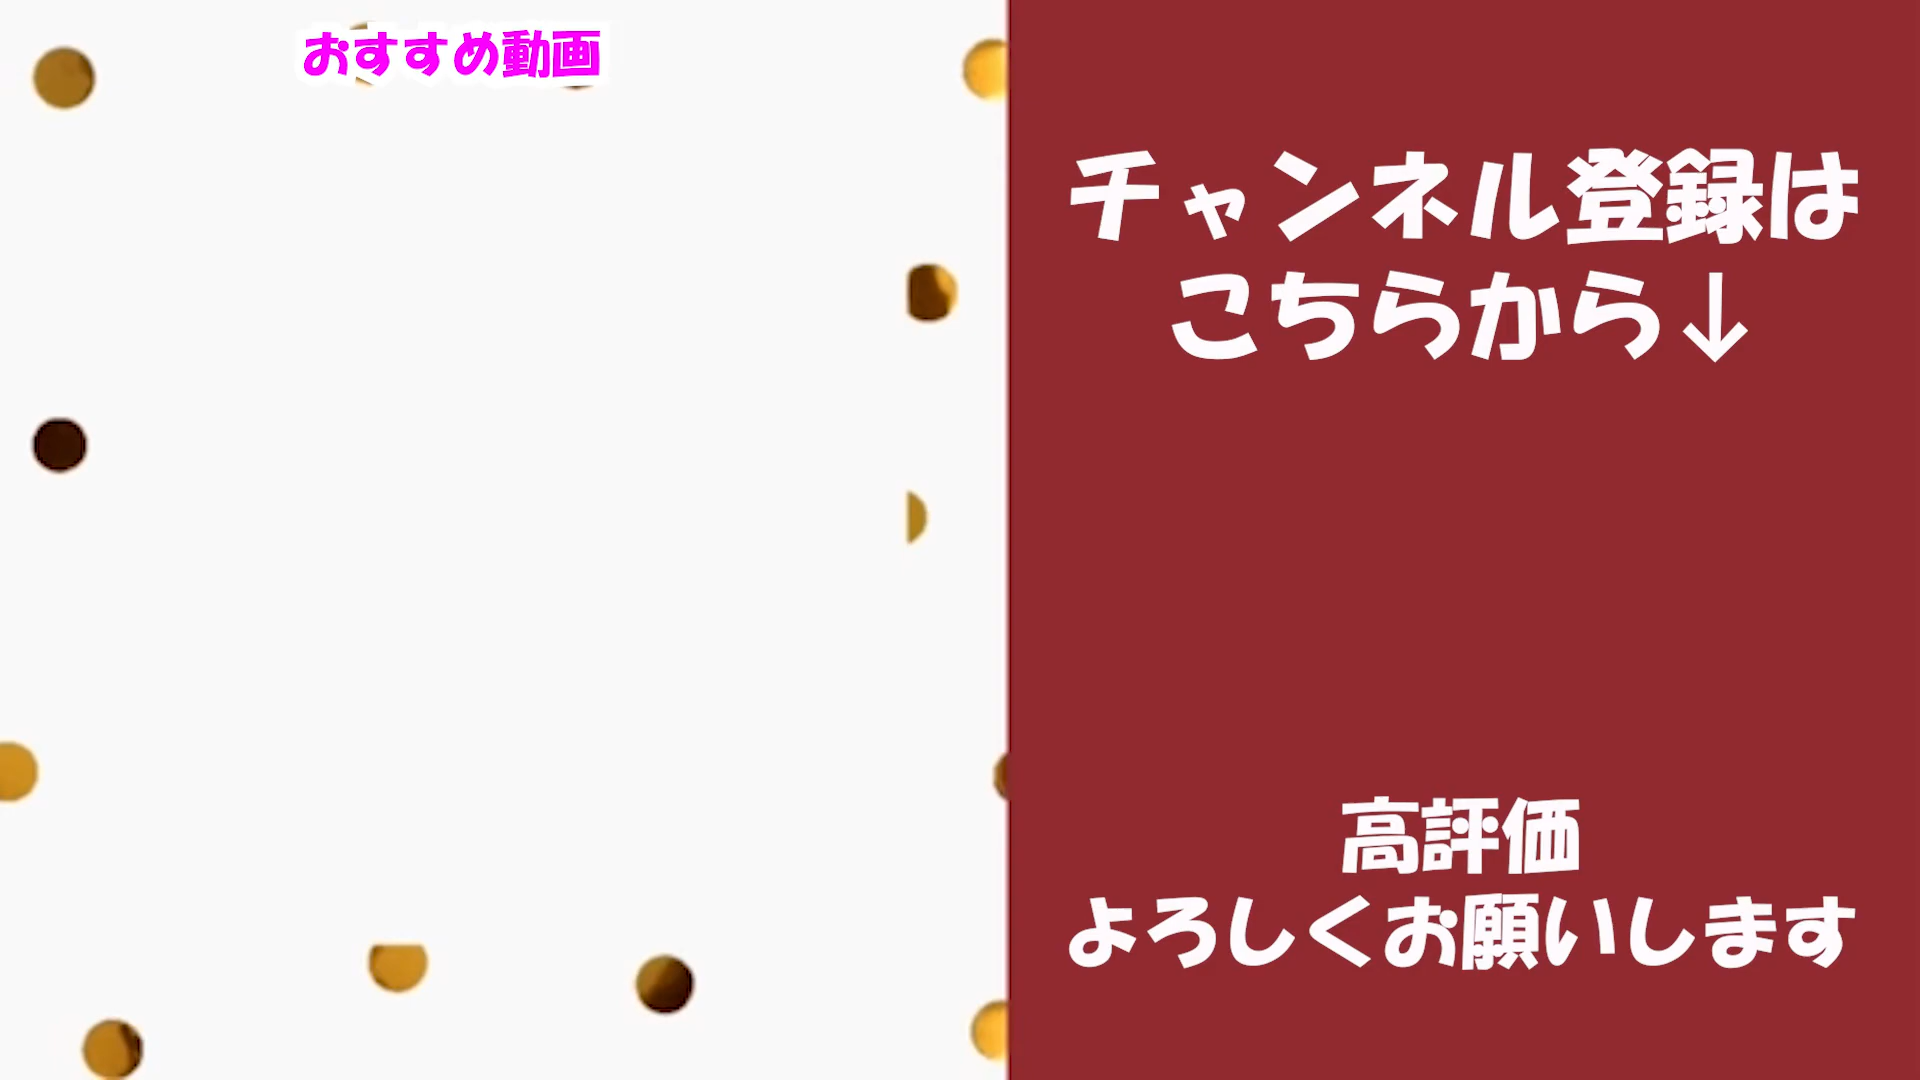 おすすめ動画
チャンネル登録は
こちらから↓
高評価
よろしくお願いします